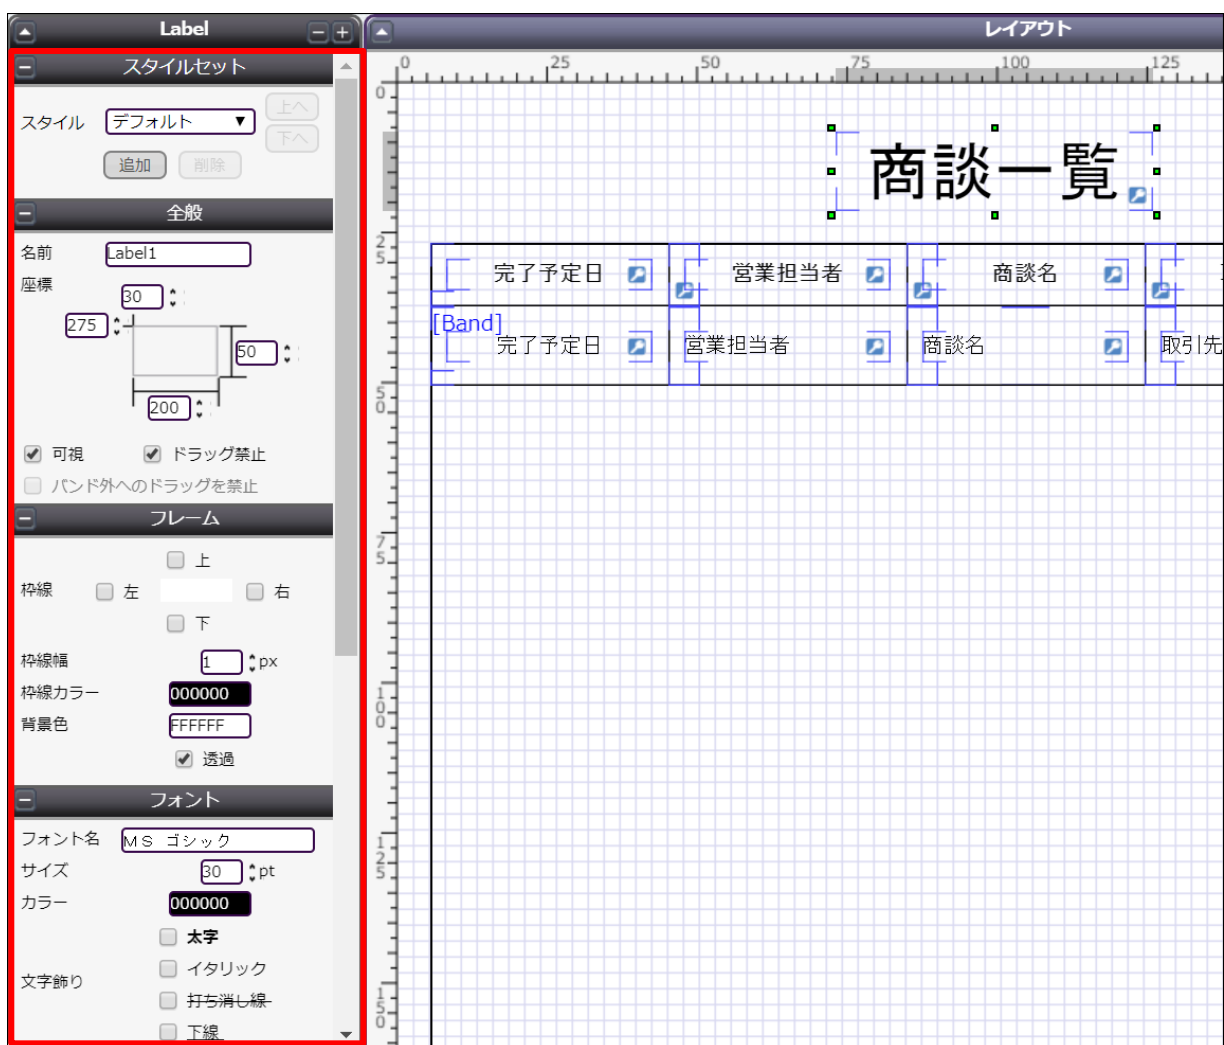 Label
スタイルセット
スタイル
デフォルト
上へ
下へ
追加
削除
全般
名前
Label1
座標
30
275
50
200
可視
ドラッグ禁止
バンド外へのドラッグを禁止
フレーム
上
枠線
左
右
下
枠線幅
1
px
枠線カラー
000000
背景色
FFFFFF
透過
フォント
フォント名
ＭＳ ゴシック
サイズ
30
pt
カラー
000000
太字
文字飾り
イタリック
打ち消し線
下線
レイアウト
0 25 50 75 100 125
0
25
50
75
100
125
150
商談一覧
完了予定日 営業担当者 商談名
[Band]
完了予定日 営業担当者 商談名 取引先